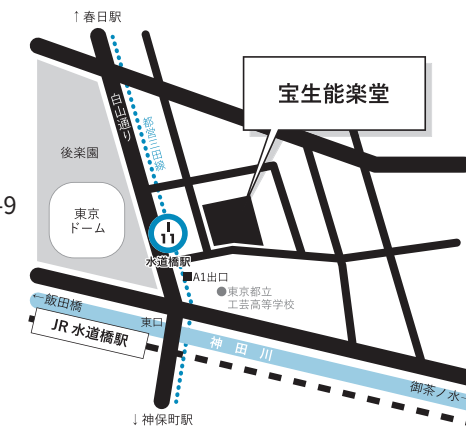 ↑春日駅
宝生能楽堂
白山通り
都営三田線
後楽園
-9
東京
ドーム
I
11
水道橋駅
A1出口
東京都立
工芸高等学校
←飯田橋
東口
JR 水道橋駅
神田川
御茶ノ水→
↓神保町駅